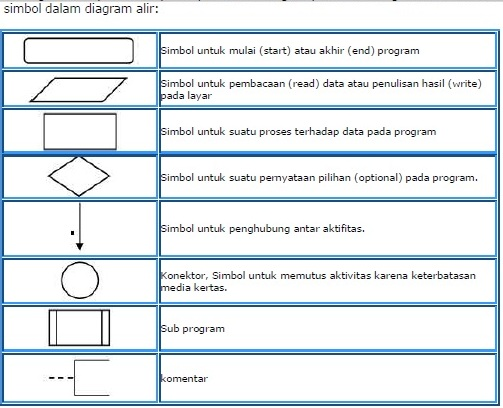 simbol dalam diagram alir:
Simbol untuk mulai (start) atau akhir (end) program
Simbol untuk pembacaan (read) data atau penulisan hasil (write)
pada layar
Simbol untuk suatu proses terhadap data pada program
Simbol untuk suatu pernyataan pilihan (optional) pada program.
Simbol untuk penghubung antar aktifitas.
Konektor, Simbol untuk memutus aktivitas karena keterbatasan
media kertas.
Sub program
komentar